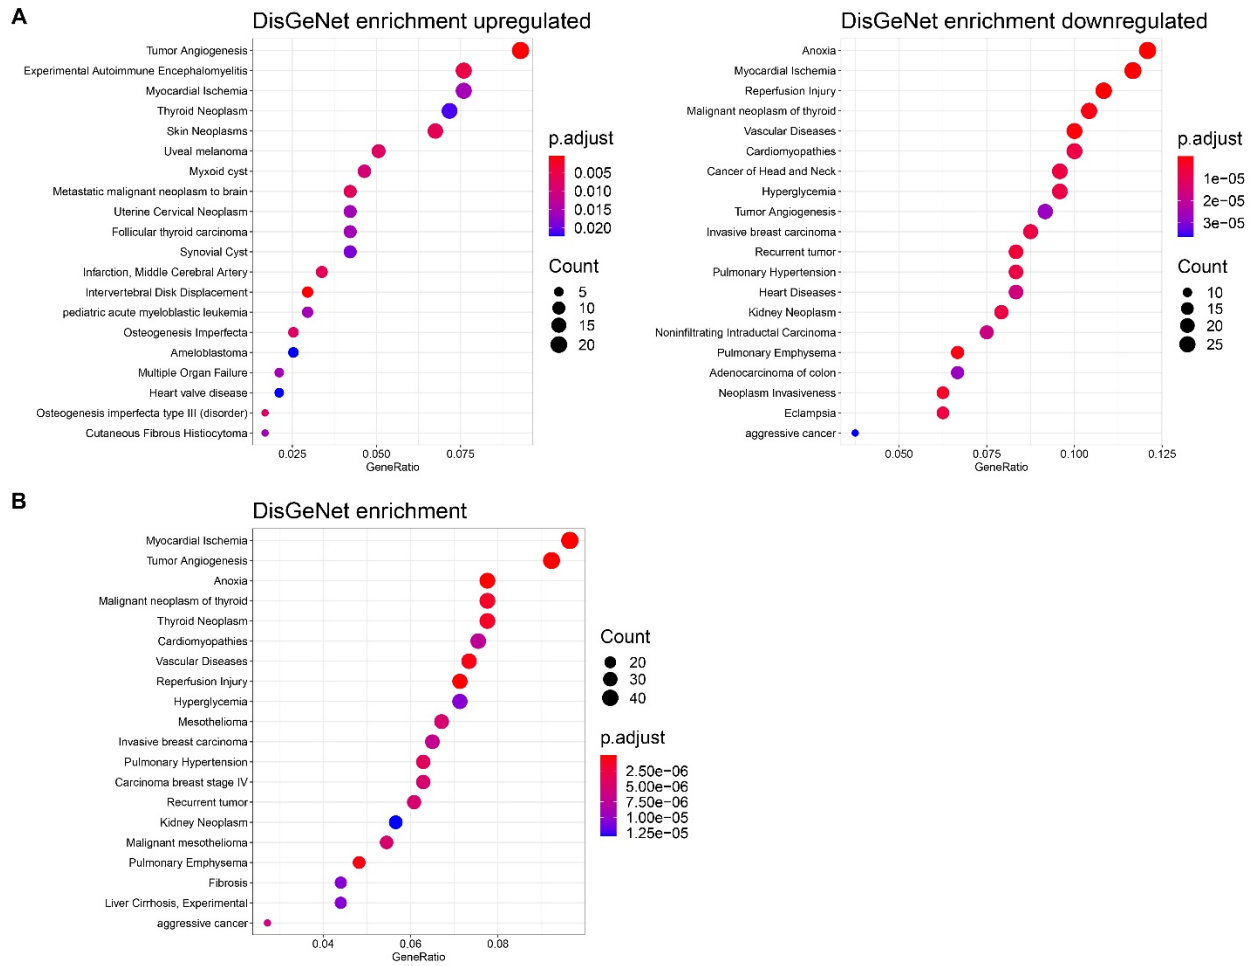 A
DisGeNet enrichment upregulated
Tumor Angiogenesis
Experimental Autoimmune Encephalomyelitis
Myocardial Ischemia
Thyroid Neoplasm
Skin Neoplasms
Uveal melanoma
Myxoid cyst
Metastatic malignant neoplasm to brain
Uterine Cervical Neoplasm
Follicular thyroid carcinoma
Synovial Cyst
Infarction, Middle Cerebral Artery
Intervertebral Disk Displacement
pediatric acute myeloblastic leukemia
Osteogenesis Imperfecta
Ameloblastoma
Multiple Organ Failure
Heart valve disease
Osteogenesis imperfecta type III (disorder)
Cutaneous Fibrous Histiocytoma
0.025 0.050 0.075
GeneRatio
p.adjust
0.005
0.010
0.015
0.020
Count
5
10
15
20
DisGeNet enrichment downregulated
Anoxia
Myocardial Ischemia
Reperfusion Injury
Malignant neoplasm of thyroid
Vascular Diseases
Cardiomyopathies
Cancer of Head and Neck
Hyperglycemia
Tumor Angiogenesis
Invasive breast carcinoma
Recurrent tumor
Pulmonary Hypertension
Heart Diseases
Kidney Neoplasm
Noninfiltrating Intraductal Carcinoma
Pulmonary Emphysema
Adenocarcinoma of colon
Neoplasm Invasiveness
Eclampsia
aggressive cancer
0.050 0.075 0.100 0.125
GeneRatio
p.adjust
1e−05
2e−05
3e−05
Count
10
15
20
25
B
DisGeNet enrichment
Myocardial Ischemia
Tumor Angiogenesis
Anoxia
Malignant neoplasm of thyroid
Thyroid Neoplasm
Cardiomyopathies
Vascular Diseases
Reperfusion Injury
Hyperglycemia
Mesothelioma
Invasive breast carcinoma
Pulmonary Hypertension
Carcinoma breast stage IV
Recurrent tumor
Kidney Neoplasm
Malignant mesothelioma
Pulmonary Emphysema
Fibrosis
Liver Cirrhosis, Experimental
aggressive cancer
0.04 0.06 0.08
GeneRatio
Count
20
30
40
p.adjust
2.50e−06
5.00e−06
7.50e−06
1.00e−05
1.25e−05